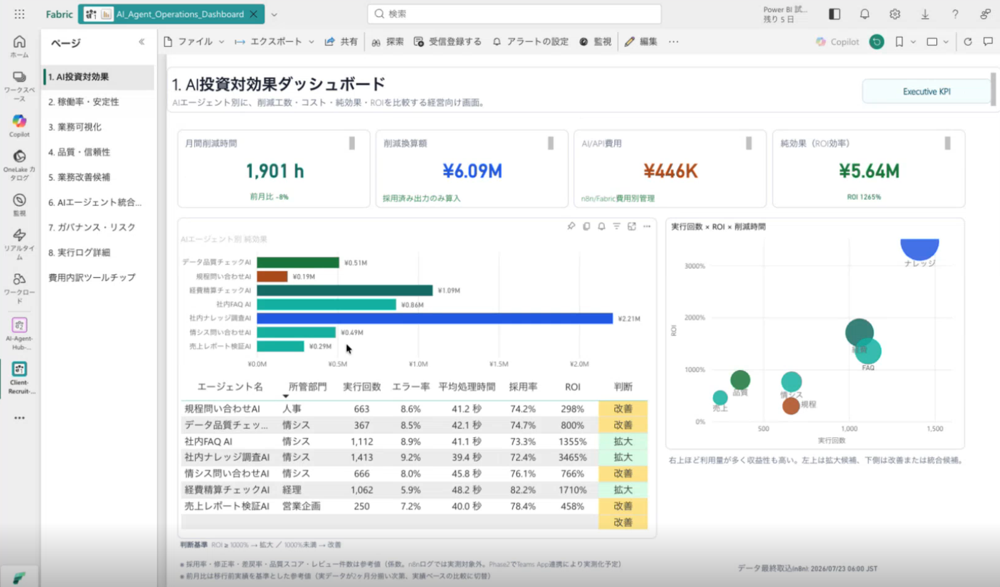 Fabric
AI_Agent_Operations_Dashboard
検索
Power BI 試...
残り 5 日
ホーム
ワークスペース
Copilot
OneLake カタログ
監視
リアルタイム
ワークロード
AI-Agent-Hub-...
Client-Recruit-...
ページ
1. AI投資対効果
2. 稼働率・安定性
3. 業務可視化
4. 品質・信頼性
5. 業務改善候補
6. AIエージェント統合...
7. ガバナンス・リスク
8. 実行ログ詳細
費用内訳ツールチップ
ファイル エクスポート 共有 探索 受信登録する アラートの設定 監視 編集 ... Copilot
1. AI投資対効果ダッシュボード
AIエージェント別に、削減工数・コスト・純効果・ROIを比較する経営向け画面。
Executive KPI
月間削減時間
1,901 h
前月比 -8%
削減換算額
¥6.09M
採用済み出力のみ算入
AI/API費用
¥446K
n8n/Fabric費用別管理
純効果（ROI効率）
¥5.64M
ROI 1265%
AIエージェント別 純効果
データ品質チェックAI ¥0.51M
規程問い合わせAI ¥0.19M
経費精算チェックAI ¥1.09M
社内FAQ AI ¥0.86M
社内ナレッジ調査AI ¥2.21M
情シス問い合わせAI ¥0.49M
売上レポート検証AI ¥0.29M
¥0.0M ¥0.5M ¥1.0M ¥1.5M ¥2.0M
エージェント名 所管部門 実行回数 エラー率 平均処理時間 採用率 ROI 判断
規程問い合わせAI 人事 663 8.6% 41.2 秒 74.2% 298% 改善
データ品質チェッ... 情シス 367 8.5% 42.1 秒 74.7% 800% 改善
社内FAQ AI 情シス 1,112 8.9% 41.1 秒 73.3% 1355% 拡大
社内ナレッジ調査AI 情シス 1,413 9.2% 39.4 秒 72.4% 3465% 拡大
情シス問い合わせAI 情シス 666 8.0% 45.8 秒 76.1% 766% 改善
経費精算チェックAI 経理 1,062 5.9% 48.2 秒 82.2% 1710% 拡大
売上レポート検証AI 営業企画 250 7.2% 40.0 秒 78.4% 458% 改善
改善
判断基準 ROI ≥ 1000% → 拡大 ／ 1000%未満 → 改善
※ 採用率・修正率・差戻率・品質スコア・レビュー件数は参考値（係数。n8nログでは実測対象外。Phase2でTeams App連携により実測化予定）
※ 前月比は移行前実績を基準とした参考値（実データが2ヶ月分揃い次第、実績ベースの比較に切替）
実行回数 × ROI × 削減時間
ROI
3000%
2000%
1000%
0%
ナレッジ
経費
FAQ
品質
情シス
売上
規程
500 1,000 1,500
実行回数
右上ほど利用量が多く収益性も高い。左上は拡大候補、下側は改善または統合候補。
データ最終取込(n8n): 2026/07/23 06:00 JST